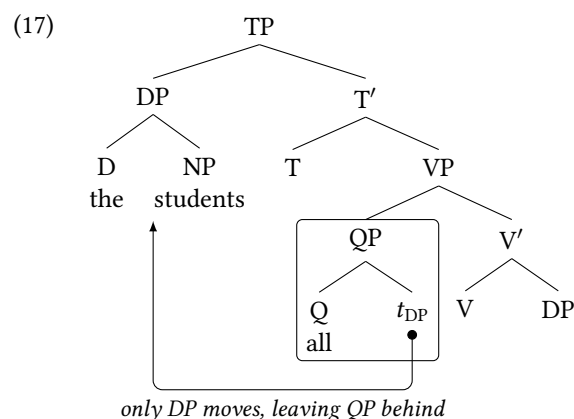 (17) TP
DP T′
D NP T VP
the students
QP V′
Q t_DP V DP
all
only DP moves, leaving QP behind